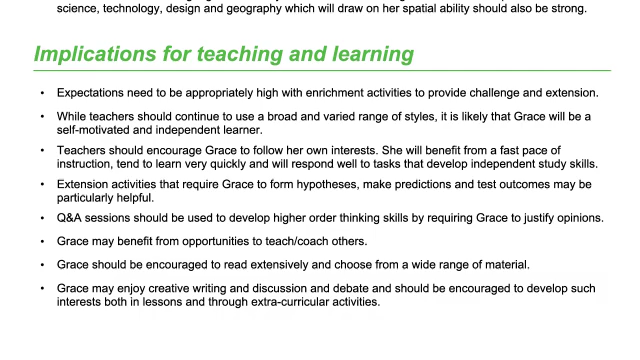 science, technology, design and geography which will draw on her spatial ability should also be strong.
Implications for teaching and learning
• Expectations need to be appropriately high with enrichment activities to provide challenge and extension.
• While teachers should continue to use a broad and varied range of styles, it is likely that Grace will be a
self-motivated and independent learner.
• Teachers should encourage Grace to follow her own interests. She will benefit from a fast pace of
instruction, tend to learn very quickly and will respond well to tasks that develop independent study skills.
• Extension activities that require Grace to form hypotheses, make predictions and test outcomes may be
particularly helpful.
• Q&A sessions should be used to develop higher order thinking skills by requiring Grace to justify opinions.
• Grace may benefit from opportunities to teach/coach others.
• Grace should be encouraged to read extensively and choose from a wide range of material.
• Grace may enjoy creative writing and discussion and debate and should be encouraged to develop such
interests both in lessons and through extra-curricular activities.